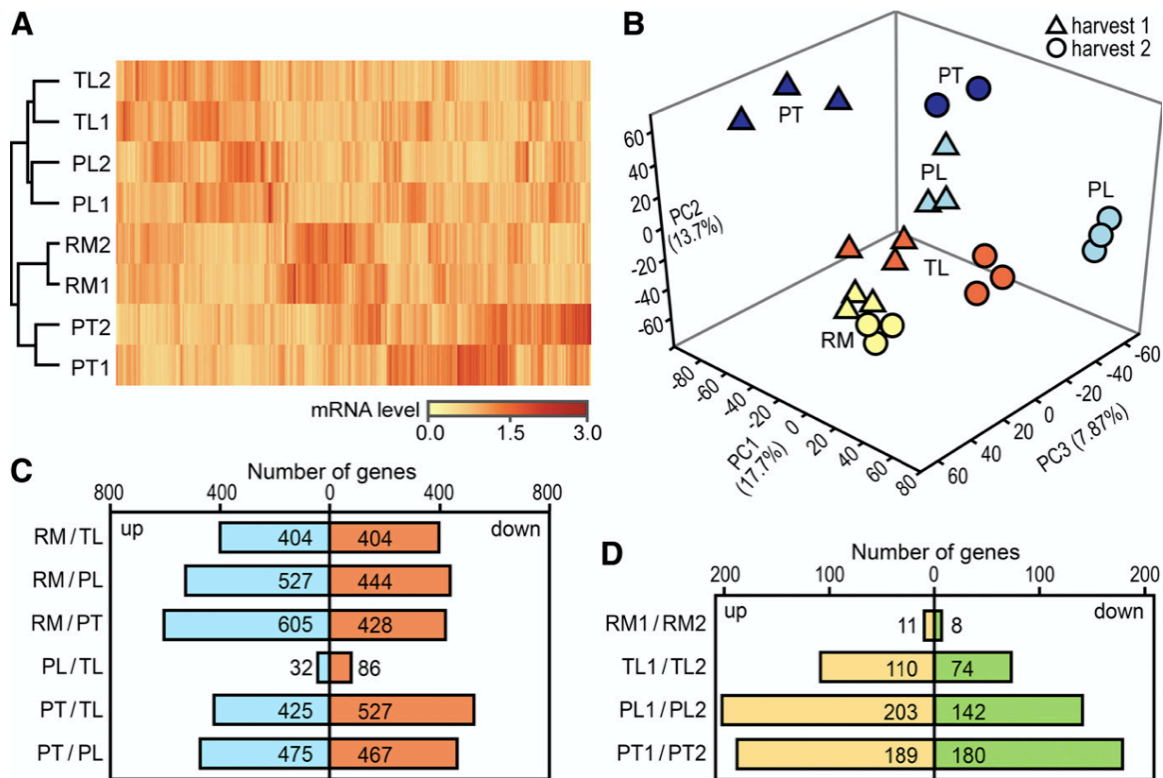 A
TL2
TL1
PL2
PL1
RM2
RM1
PT2
PT1
mRNA level
0.0 1.5 3.0
B
harvest 1
harvest 2
PT
PT
PL
PL
TL
RM
PC2
(13.7%)
60
40
20
0
-20
-40
-60
-80
-60
-40
-20
0
20
40
60
80
PC1
(17.7%)
60
40
20
0
-20
-40
-60
PC3 (7.87%)
C
Number of genes
800 400 0 400 800
up down
RM/TL 404 404
RM/PL 527 444
RM/PT 605 428
PL/TL 32 86
PT/TL 425 527
PT/PL 475 467
D
Number of genes
200 100 0 100 200
up down
RM1/RM2 11 8
TL1/TL2 110 74
PL1/PL2 203 142
PT1/PT2 189 180